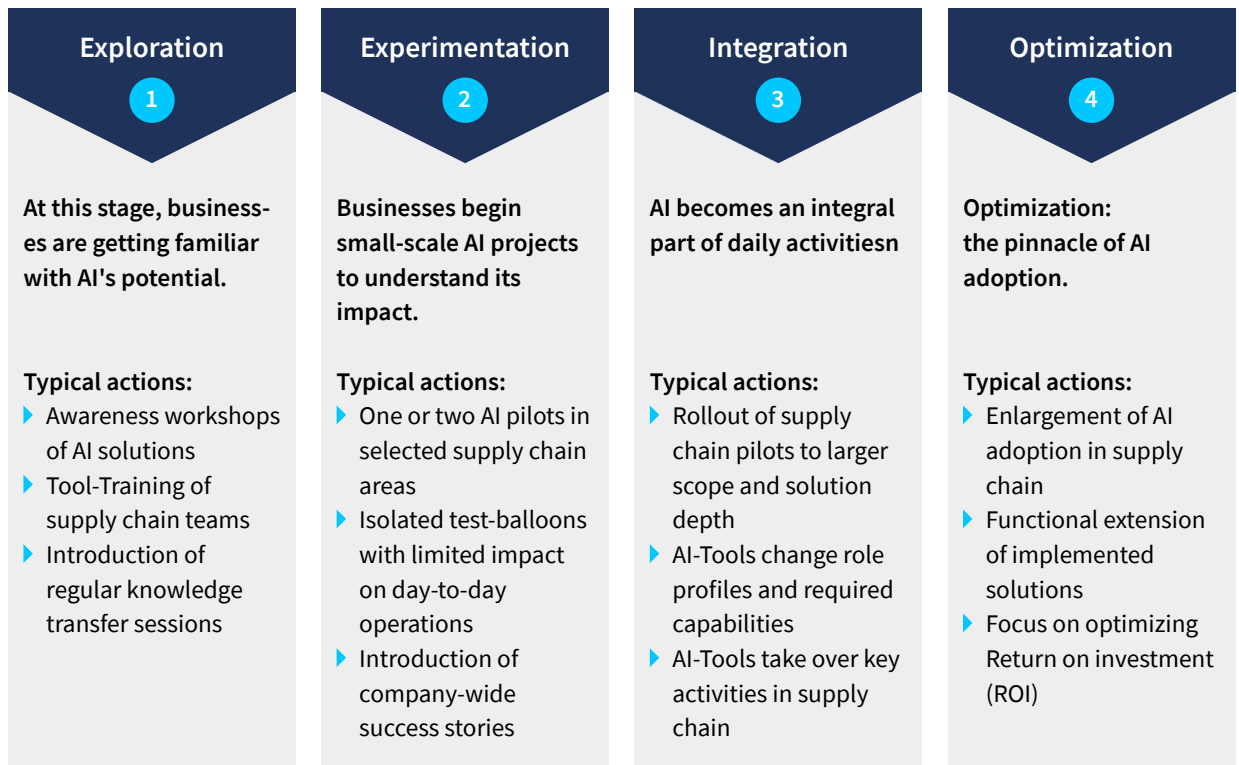 Exploration
1
At this stage, business-
es are getting familiar
with AI's potential.
Typical actions:
Awareness workshops
of AI solutions
Tool-Training of
supply chain teams
Introduction of
regular knowledge
transfer sessions
Experimentation
2
Businesses begin
small-scale AI projects
to understand its
impact.
Typical actions:
One or two AI pilots in
selected supply chain
areas
Isolated test-balloons
with limited impact
on day-to-day
operations
Introduction of
company-wide
success stories
Integration
3
AI becomes an integral
part of daily activitiesn
Typical actions:
Rollout of supply
chain pilots to larger
scope and solution
depth
AI-Tools change role
profiles and required
capabilities
AI-Tools take over key
activities in supply
chain
Optimization
4
Optimization:
the pinnacle of AI
adoption.
Typical actions:
Enlargement of AI
adoption in supply
chain
Functional extension
of implemented
solutions
Focus on optimizing
Return on investment
(ROI)